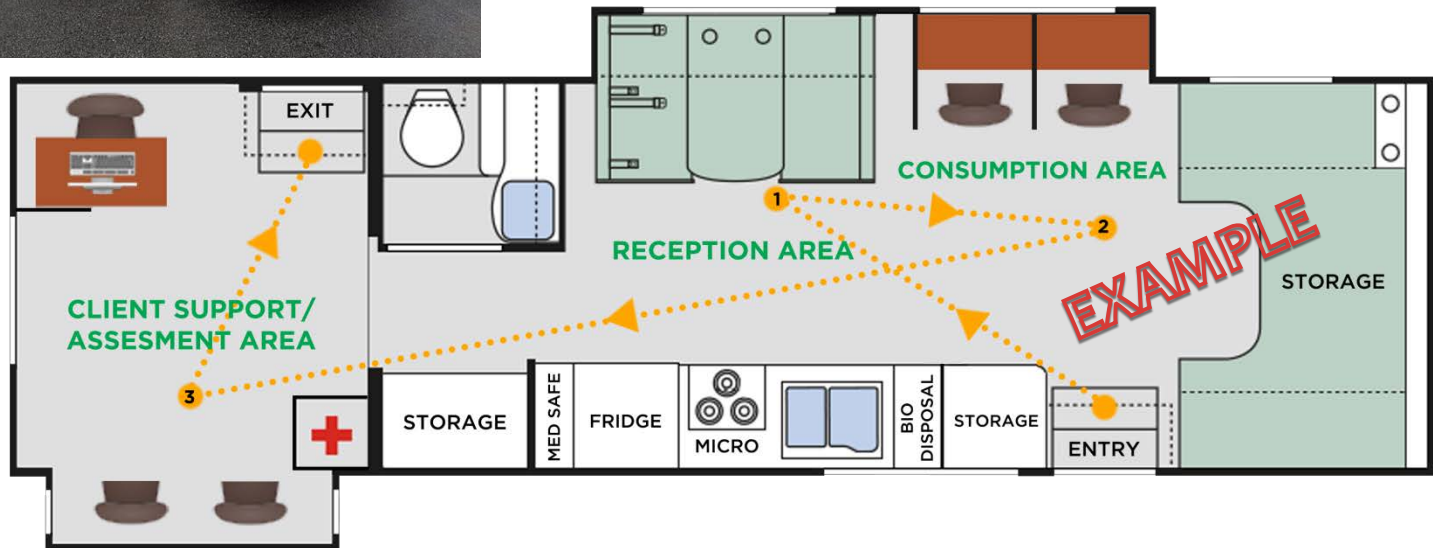 EXIT
CONSUMPTION AREA
1
2
RECEPTION AREA
EXAMPLE
STORAGE
CLIENT SUPPORT/
ASSESMENT AREA
3
STORAGE
MED SAFE
FRIDGE
MICRO
BIO
DISPOSAL
STORAGE
ENTRY